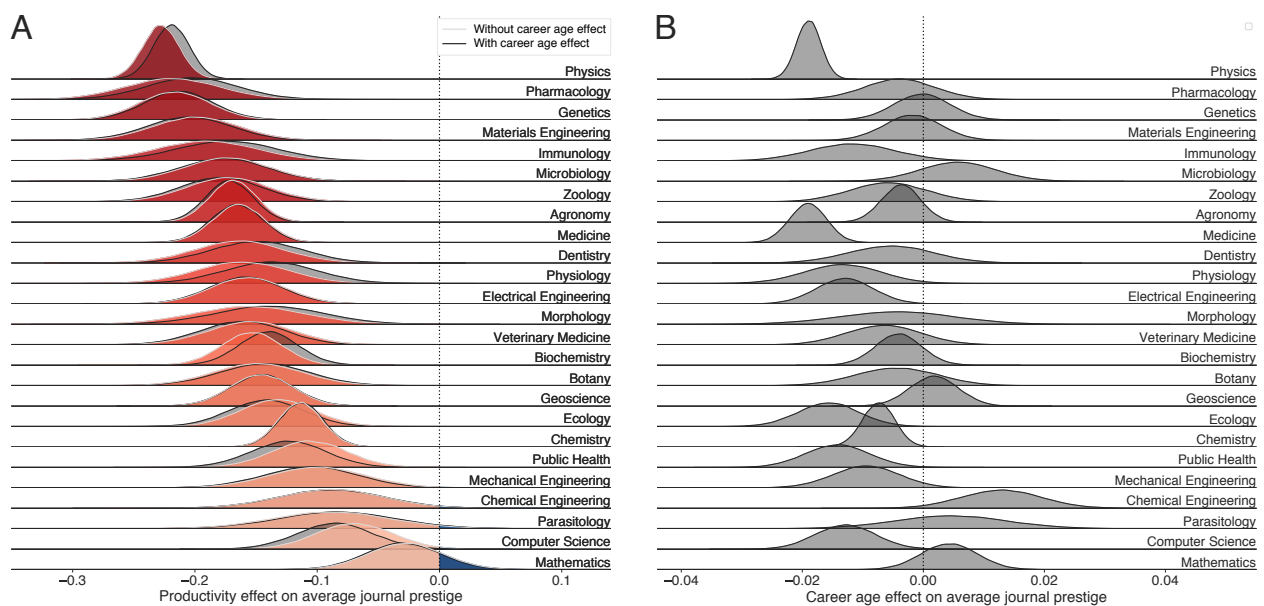 A
Without career age effect
With career age effect
Physics
Pharmacology
Genetics
Materials Engineering
Immunology
Microbiology
Zoology
Agronomy
Medicine
Dentistry
Physiology
Electrical Engineering
Morphology
Veterinary Medicine
Biochemistry
Botany
Geoscience
Ecology
Chemistry
Public Health
Mechanical Engineering
Chemical Engineering
Parasitology
Computer Science
Mathematics
−0.3 −0.2 −0.1 0.0 0.1
Productivity effect on average journal prestige
B
Physics
Pharmacology
Genetics
Materials Engineering
Immunology
Microbiology
Zoology
Agronomy
Medicine
Dentistry
Physiology
Electrical Engineering
Morphology
Veterinary Medicine
Biochemistry
Botany
Geoscience
Ecology
Chemistry
Public Health
Mechanical Engineering
Chemical Engineering
Parasitology
Computer Science
Mathematics
−0.04 −0.02 0.00 0.02 0.04
Career age effect on average journal prestige